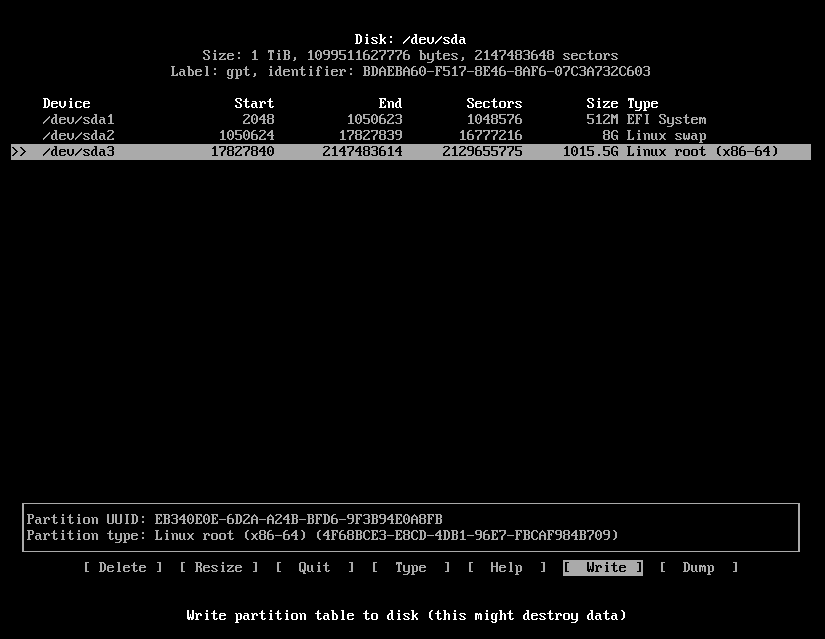 Disk: /dev/sda
Size: 1 TiB, 1099511627776 bytes, 2147483648 sectors
Label: gpt, identifier: BDAEBA60-F517-8E46-8AF6-07C3A732C603
Device Start End Sectors Size Type
/dev/sda1 2048 1050623 1048576 512M EFI System
/dev/sda2 1050624 17827839 16777216 8G Linux swap
>> /dev/sda3 17827840 2147483614 2129655775 1015.5G Linux root (x86-64)
Partition UUID: EB340E0E-6D2A-A24B-BFD6-9F3B94E0A8FB
Partition type: Linux root (x86-64) (4F68BCE3-E8CD-4DB1-96E7-FBCAF984B709)
[ Delete ] [ Resize ] [ Quit ] [ Type ] [ Help ] [ Write ] [ Dump ]
Write partition table to disk (this might destroy data)